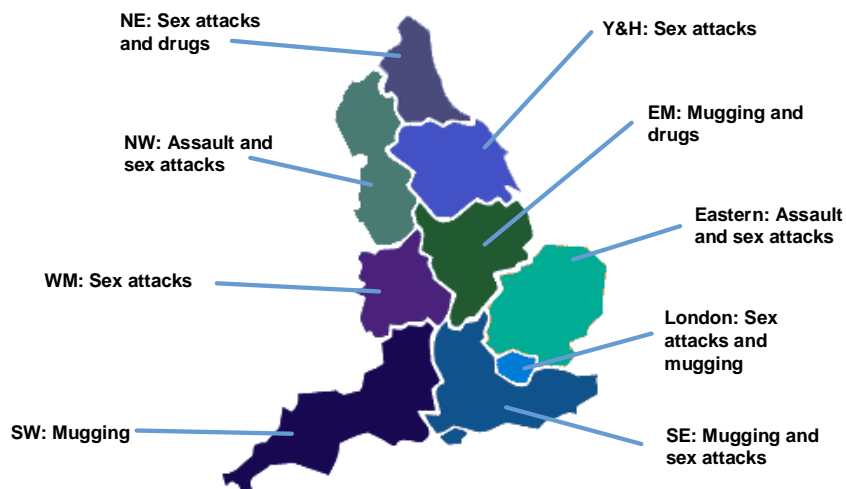 NE: Sex attacks
and drugs
Y&H: Sex attacks
EM: Mugging and
drugs
NW: Assault and
sex attacks
Eastern: Assault
and sex attacks
WM: Sex attacks
London: Sex
attacks and
mugging
SW: Mugging
SE: Mugging and
sex attacks